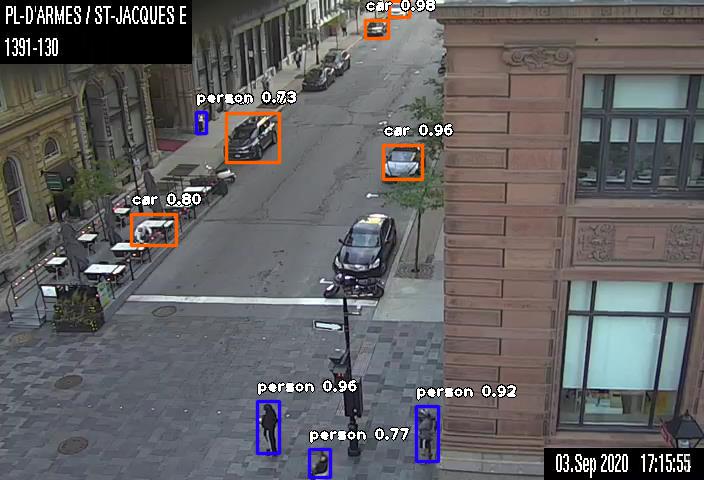 PL-D'ARMES / ST-JACQUES E
1391-130
car 0.98
person 0.73
car 0.96
car 0.80
person 0.96
person 0.92
person 0.77
03.Sep 2020 17:15:55